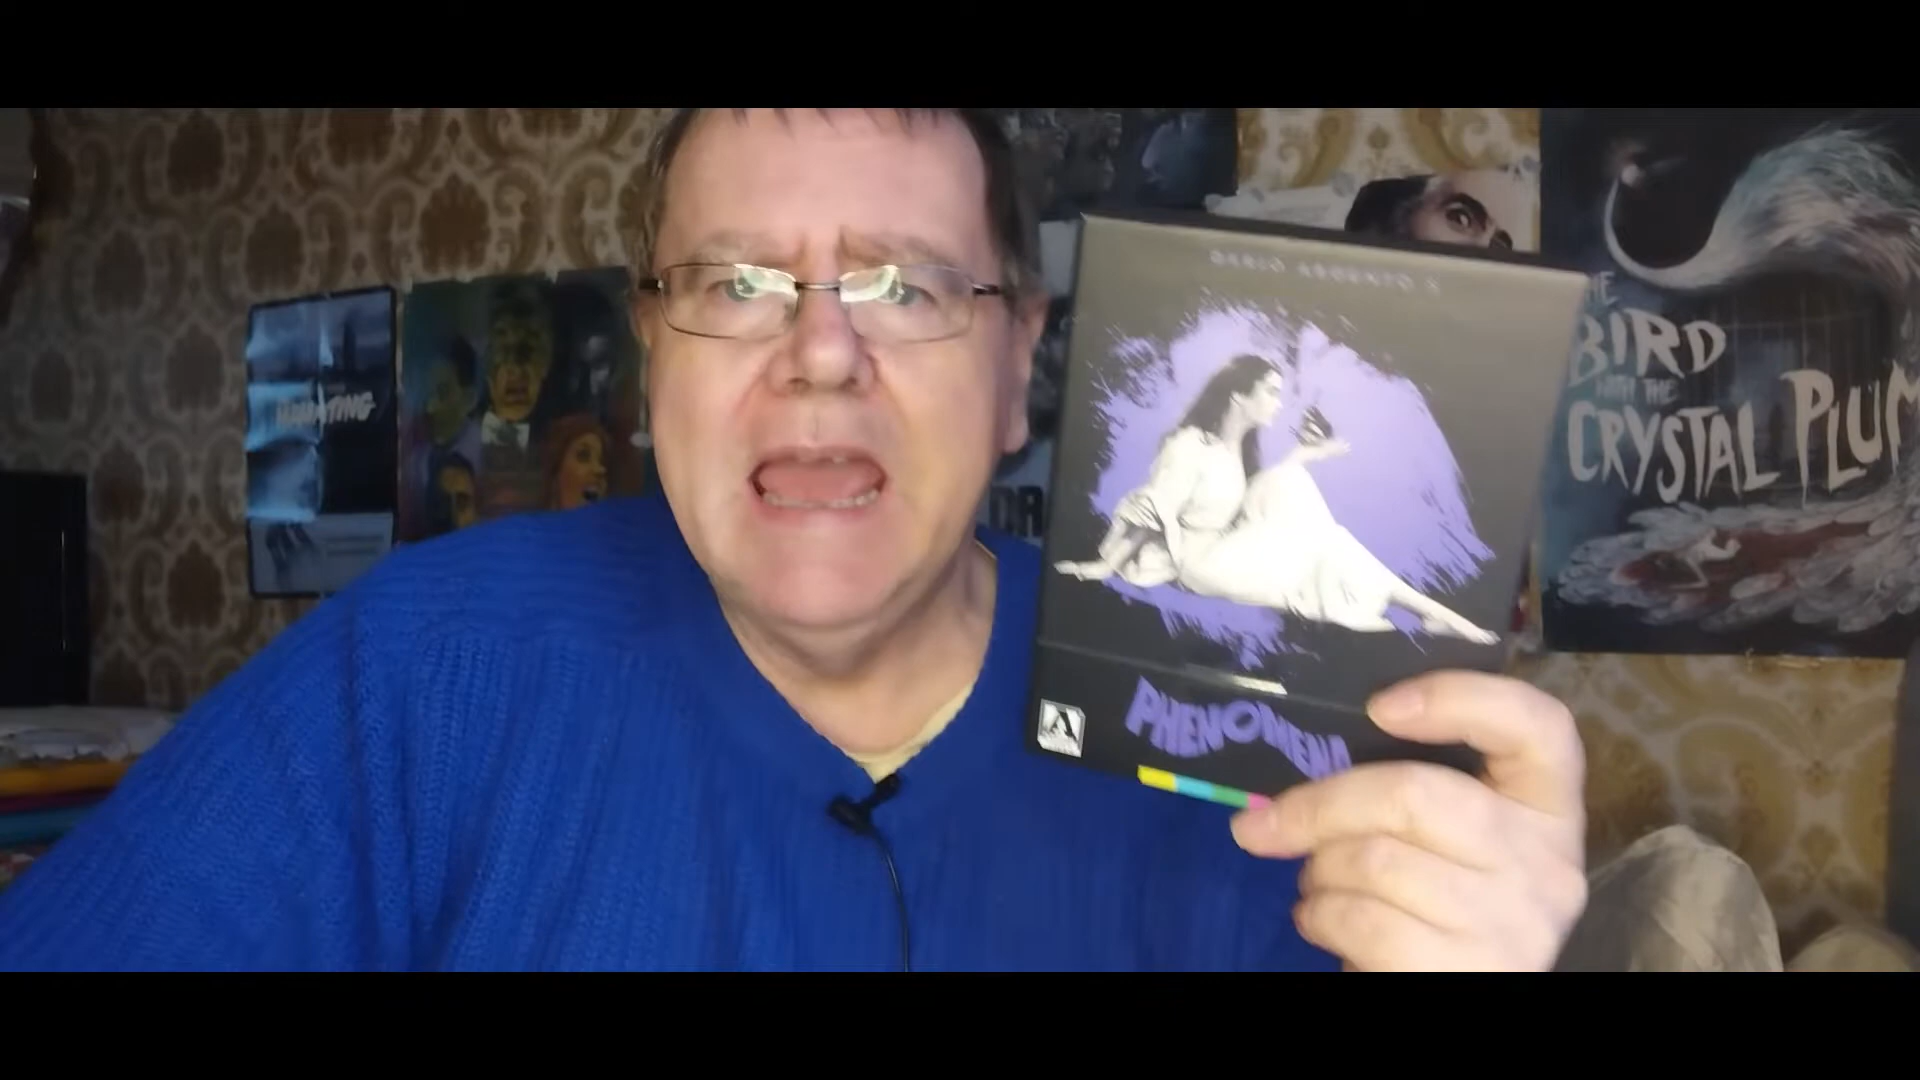 DARIO ARGENTO'S
PHENOMENA
THE
BIRD
WITH THE
CRYSTAL PLUM